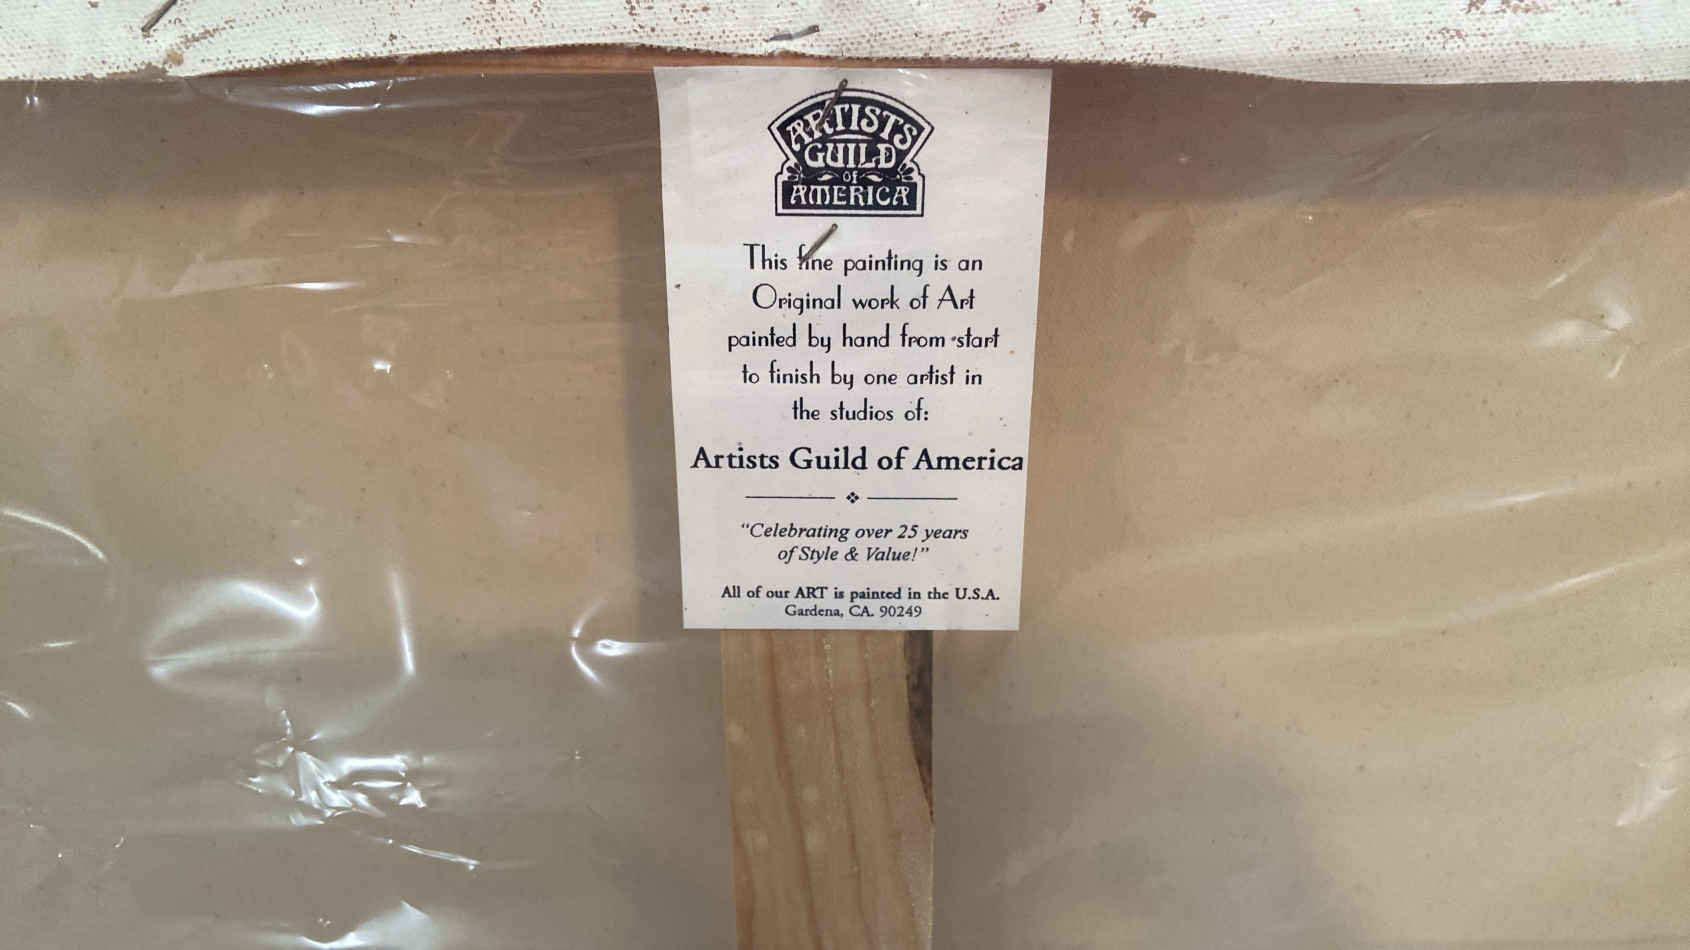 ARTISTS
GUILD
of
AMERICA
This fine painting is an
Original work of Art
painted by hand from start
to finish by one artist in
the studios of:
Artists Guild of America
“Celebrating over 25 years
of Style & Value!”
All of our ART is painted in the U.S.A.
Gardena, CA. 90249